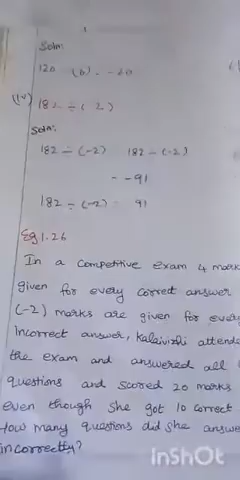 Soln:
120 (6) = -20
(iv) 182 ÷ ( 2)
Soln:
182 ÷ (-2) 182 ÷ (-2)
= -91
182 ÷ (-2) = 91
Eg 1.26
In a competitive exam 4 mark
given for every correct answer
(-2) marks are given for every
Incorrect answer, Kalaivizhi attende
the exam and answered all
questions and scored 20 marks
even though she got 10 correct
How many questions did she answe
incorrectly?
InShOt